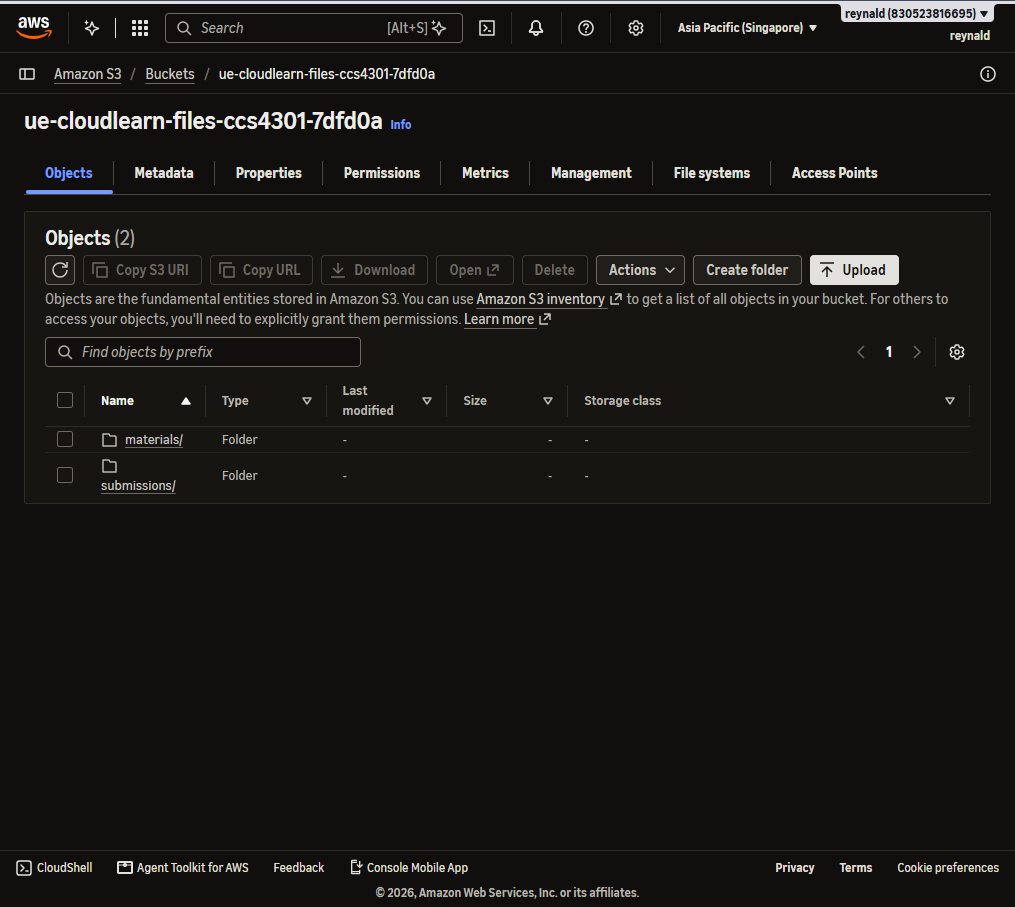 aws
Search
[Alt+S]
Asia Pacific (Singapore)
reynald (830523816695)
reynald
Amazon S3 / Buckets / ue-cloudlearn-files-ccs4301-7dfd0a
ue-cloudlearn-files-ccs4301-7dfd0a Info
Objects Metadata Properties Permissions Metrics Management File systems Access Points
Objects (2)
Copy S3 URI Copy URL Download Open Delete Actions Create folder Upload
Objects are the fundamental entities stored in Amazon S3. You can use Amazon S3 inventory to get a list of all objects in your bucket. For others to
access your objects, you'll need to explicitly grant them permissions. Learn more
Find objects by prefix
1
Name Type Last modified Size Storage class
materials/ Folder - - -
submissions/ Folder - - -
CloudShell Agent Toolkit for AWS Feedback Console Mobile App Privacy Terms Cookie preferences
© 2026, Amazon Web Services, Inc. or its affiliates.